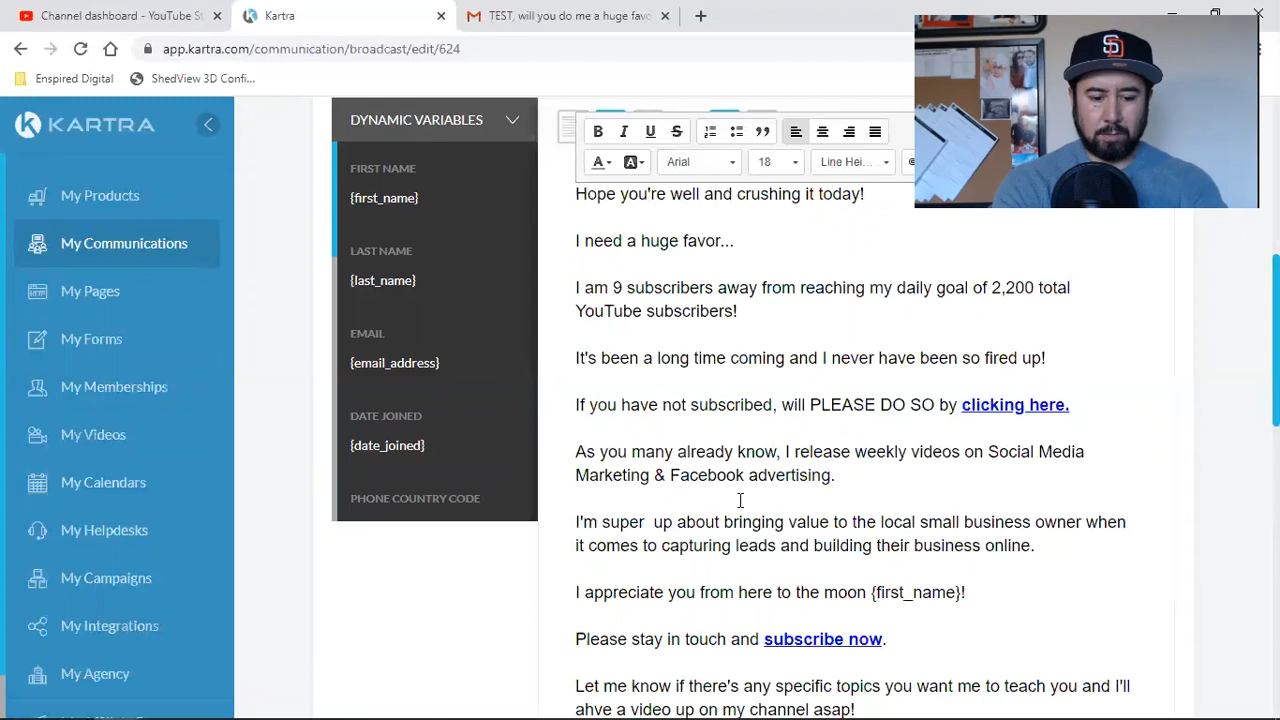 Channel dashboard - YouTube St
Kartra
TEST, will you do me a huge favo
app.kartra.com/communication/broadcast/edit/624
Enspired Digital
ShedView 3D Confi...
KARTRA
My Products
My Communications
My Pages
My Forms
My Memberships
My Videos
My Calendars
My Helpdesks
My Campaigns
My Integrations
My Agency
DYNAMIC VARIABLES
FIRST NAME
{first_name}
LAST NAME
{last_name}
EMAIL
{email_address}
DATE JOINED
{date_joined}
PHONE COUNTRY CODE
B I U S
A A Arial 18 Line Hei...
Hope you're well and crushing it today!
I need a huge favor...
I am 9 subscribers away from reaching my daily goal of 2,200 total
YouTube subscribers!
It's been a long time coming and I never have been so fired up!
If you have not subscribed, will PLEASE DO SO by clicking here.
As you many already know, I release weekly videos on Social Media
Marketing & Facebook advertising.
I'm super  up about bringing value to the local small business owner when
it comes to capturing leads and building their business online.
I appreciate you from here to the moon {first_name}!
Please stay in touch and subscribe now.
Let me know if there's any specific topics you want me to teach you and I'll
ahve a video up on my channel asap!
SD